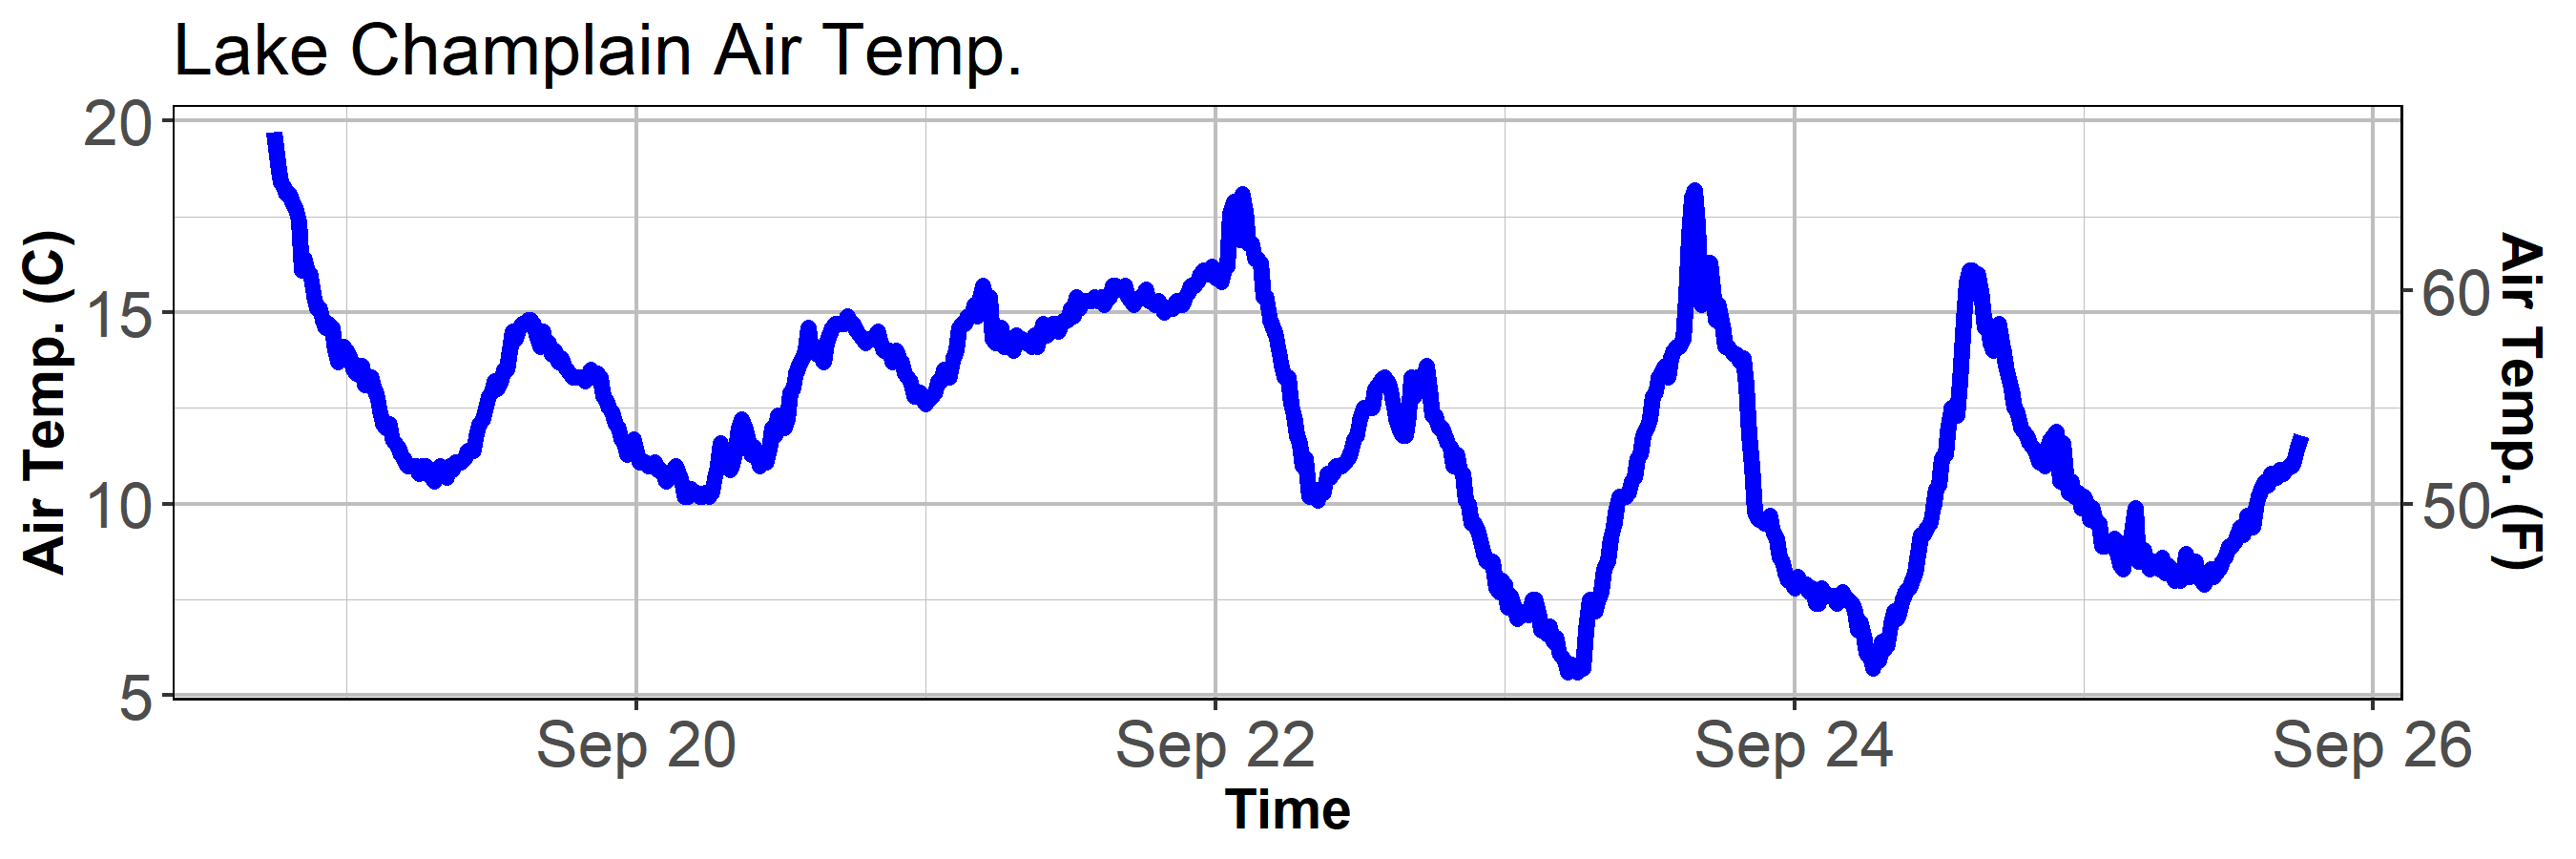 Lake Champlain Air Temp.
20
15
10
5
Air Temp. (C)
60
50
Air Temp. (F)
Sep 20 Sep 22 Sep 24 Sep 26
Time